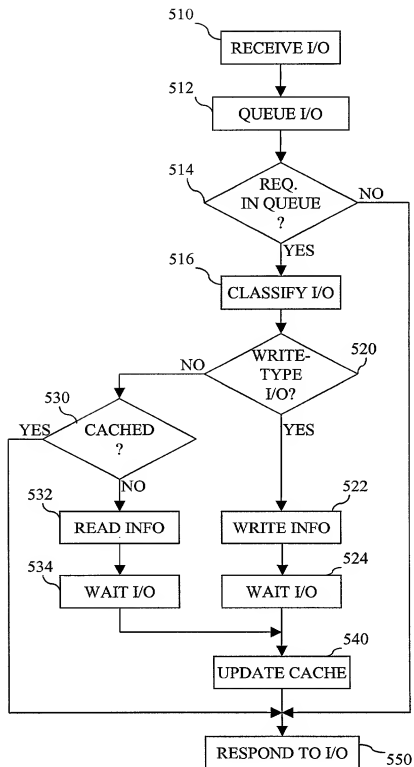 510
RECEIVE I/O
512
QUEUE I/O
514
REQ.
IN QUEUE
?
NO
YES
516
CLASSIFY I/O
NO
WRITE-
TYPE
I/O?
520
530
YES
CACHED
?
YES
NO
532
READ INFO
522
WRITE INFO
534
WAIT I/O
524
WAIT I/O
540
UPDATE CACHE
RESPOND TO I/O
550